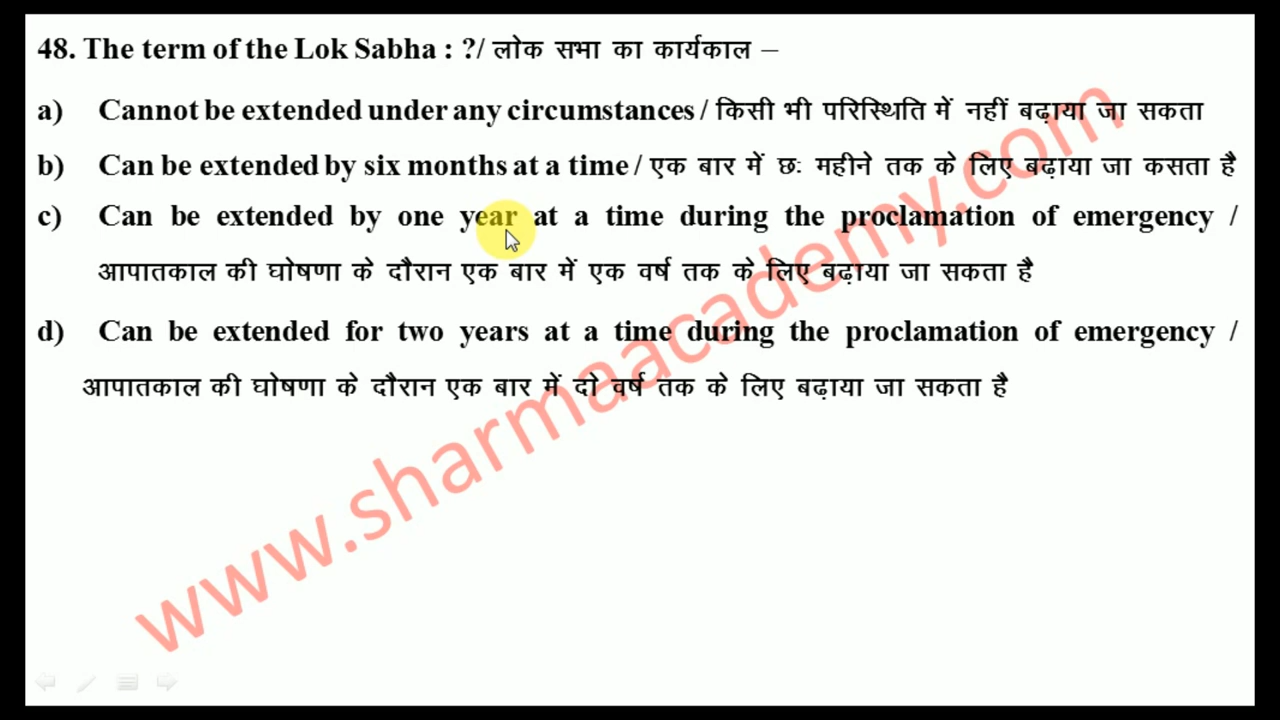 48. The term of the Lok Sabha : ?/ लोक सभा का कार्यकाल –
a) Cannot be extended under any circumstances / किसी भी परिस्थिति में नहीं बढ़ाया जा सकता
b) Can be extended by six months at a time / एक बार में छः महीने तक के लिए बढ़ाया जा कसता है
c) Can be extended by one year at a time during the proclamation of emergency /
आपातकाल की घोषणा के दौरान एक बार में एक वर्ष तक के लिए बढ़ाया जा सकता है
d) Can be extended for two years at a time during the proclamation of emergency /
आपातकाल की घोषणा के दौरान एक बार में दो वर्ष तक के लिए बढ़ाया जा सकता है
www.sharmaacademy.com